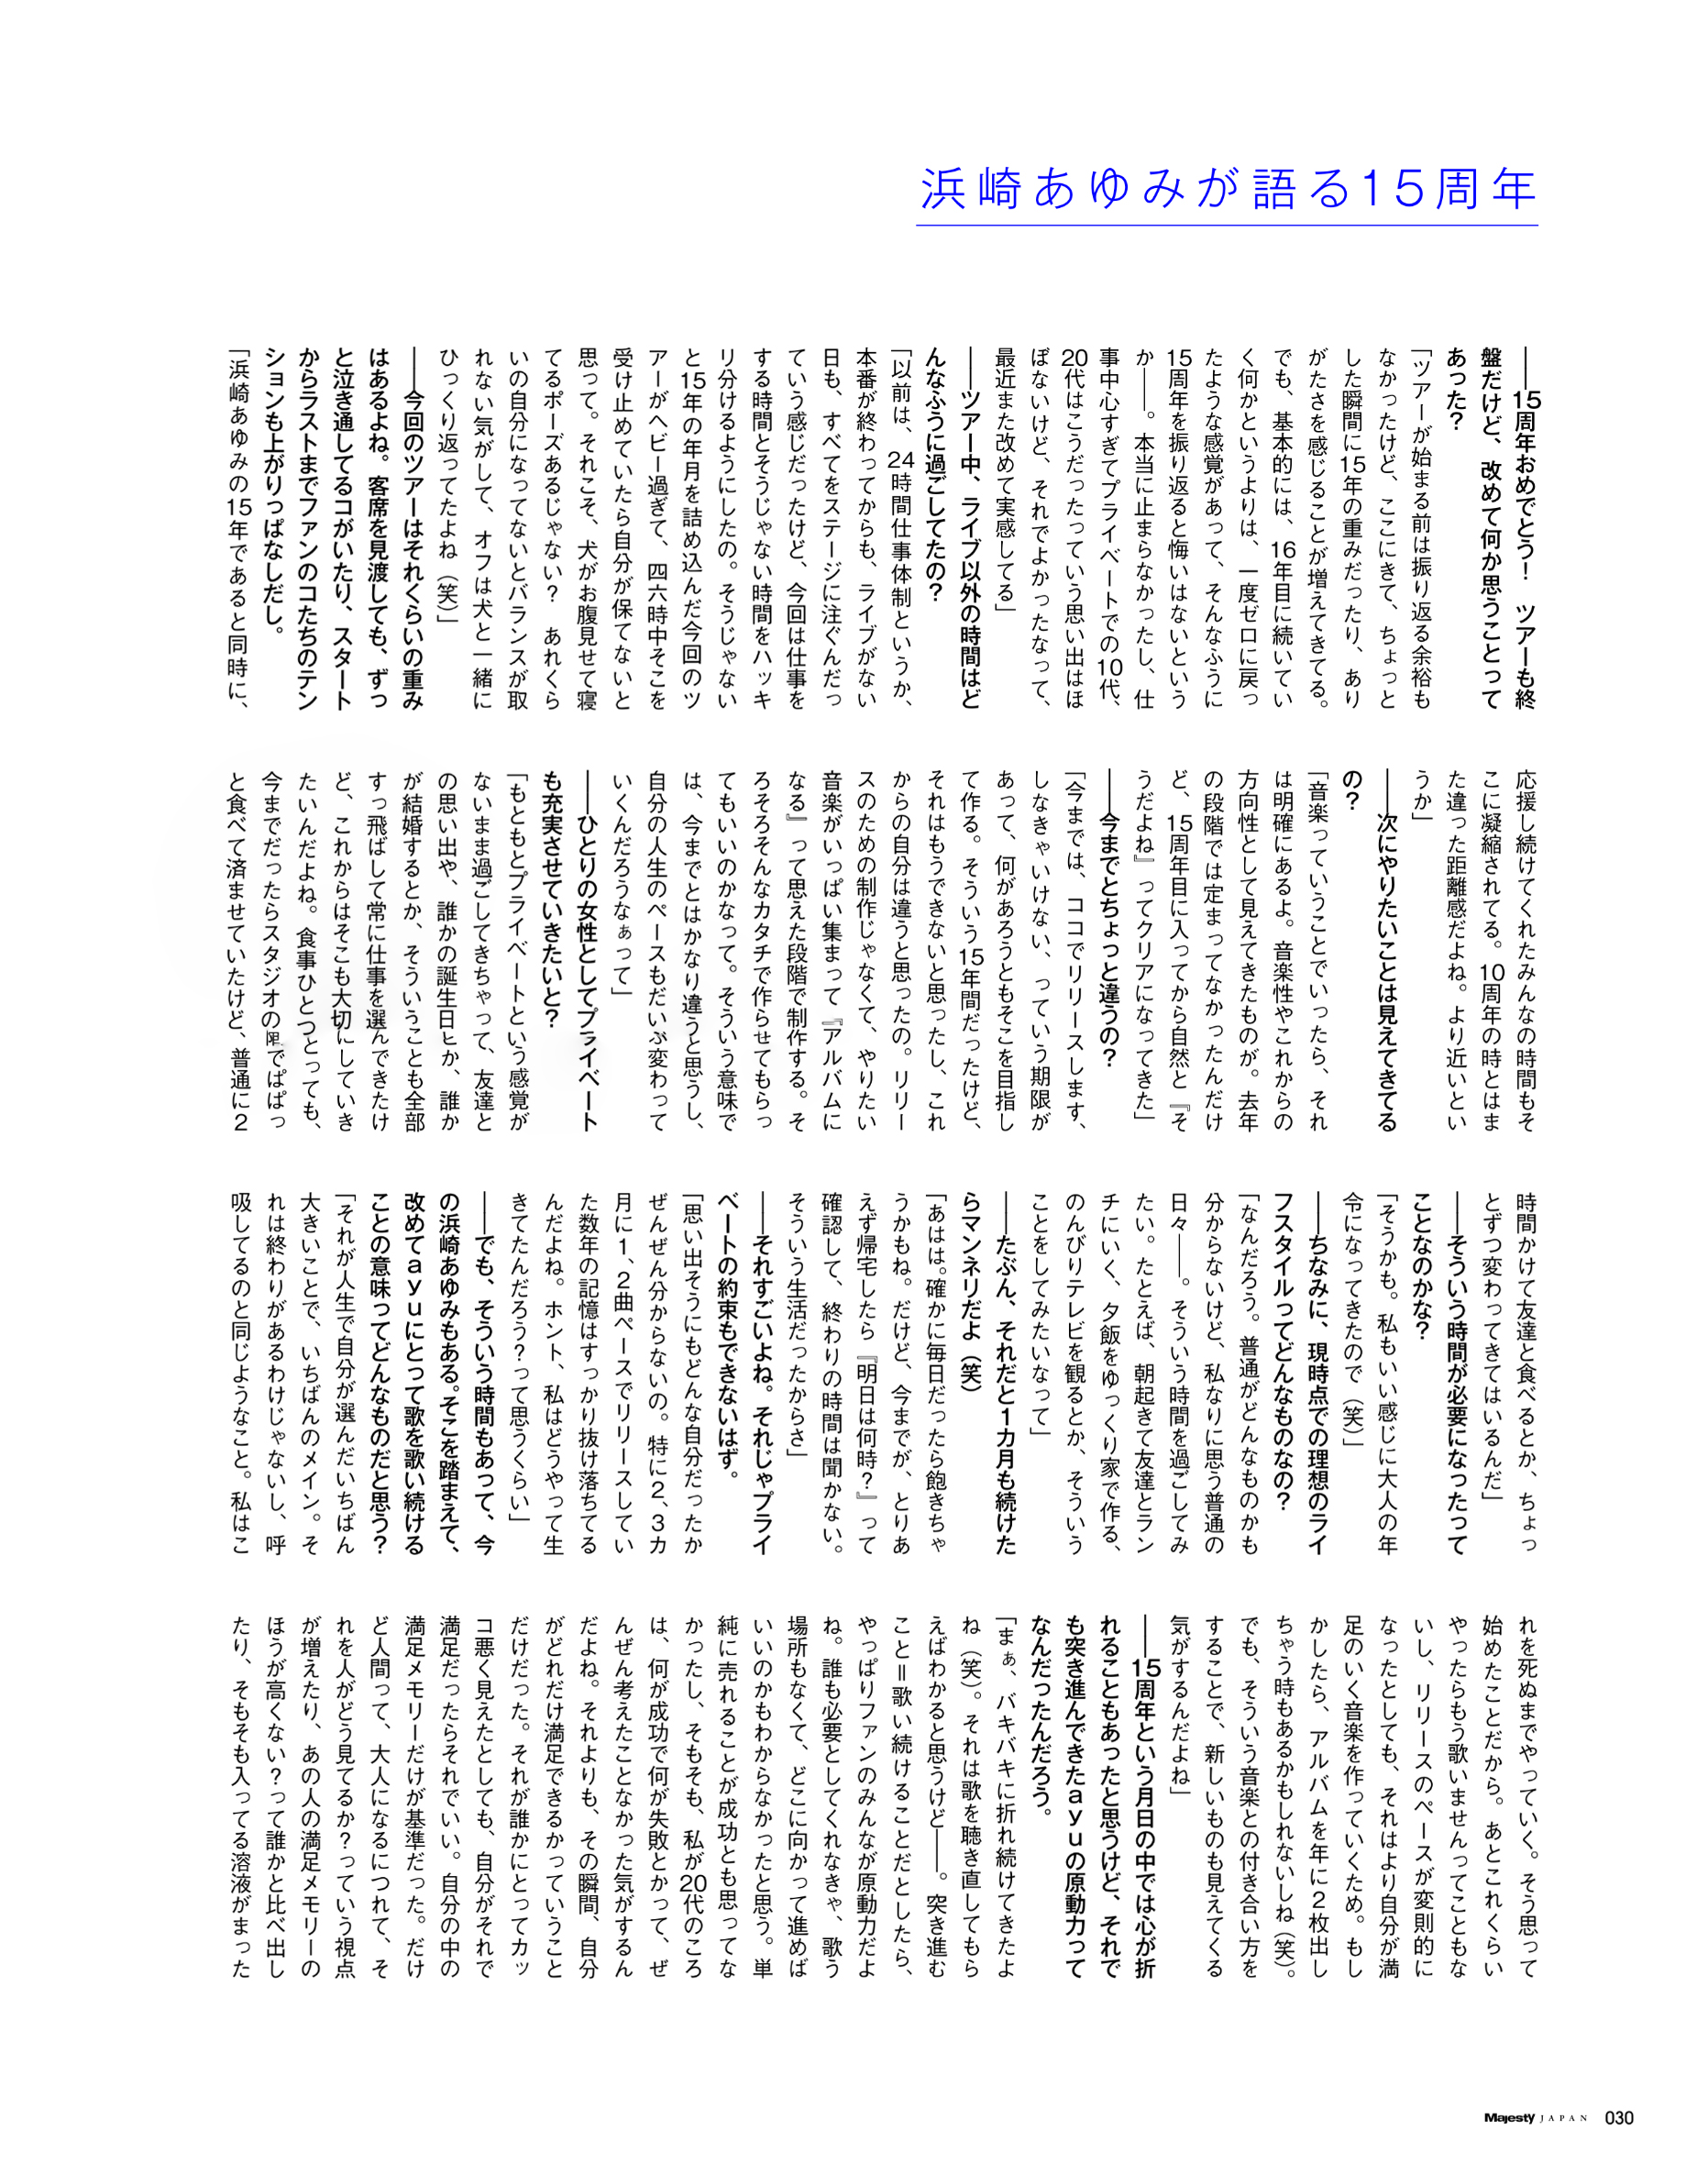 浜崎あゆみが語る15周年
――15周年おめでとう！　ツアーも終
盤だけど、改めて何か思うことって
あった？
「ツアーが始まる前は振り返る余裕も
なかったけど、ここにきて、ちょっと
した瞬間に15年の重みだったり、あり
がたさを感じることが増えてきてる。
でも、基本的には、16年目に続いてい
く何かというよりは、一度ゼロに戻っ
たような感覚があって、そんなふうに
15周年を振り返ると悔いはないという
か――。本当に止まらなかったし、仕
事中心すぎてプライベートでの10代、
20代はこうだったっていう思い出はほ
ぼないけど、それでよかったなって、
最近また改めて実感してる」
――ツアー中、ライブ以外の時間はど
んなふうに過ごしてたの？
「以前は、24時間仕事体制というか、
本番が終わってからも、ライブがない
日も、すべてをステージに注ぐんだっ
ていう感じだったけど、今回は仕事を
する時間とそうじゃない時間をハッキ
リ分けるようにしたの。そうじゃない
と15年の年月を詰め込んだ今回のツ
アーがヘビー過ぎて、四六時中そこを
受け止めていたら自分が保てないと
思って。それこそ、犬がお腹見せて寝
てるポーズあるじゃない？　あれくら
いの自分になってないとバランスが取
れない気がして、オフは犬と一緒に
ひっくり返ってたよね（笑）」
――今回のツアーはそれくらいの重み
はあるよね。客席を見渡しても、ずっ
と泣き通してるコがいたり、スタート
からラストまでファンのコたちのテン
ションも上がりっぱなしだし。
「浜崎あゆみの15年であると同時に、
応援し続けてくれたみんなの時間もそ
こに凝縮されてる。10周年の時とはま
た違った距離感だよね。より近いとい
うか」
――次にやりたいことは見えてきてる
の？
「音楽っていうことでいったら、それ
は明確にあるよ。音楽性やこれからの
方向性として見えてきたものが。去年
の段階では定まってなかったんだけ
ど、15周年目に入ってから自然と『そ
うだよね』ってクリアになってきた」
――今までとちょっと違うの？
「今までは、ココでリリースします、
しなきゃいけない、っていう期限が
あって、何があろうともそこを目指し
て作る。そういう15年間だったけど、
それはもうできないと思ったし、これ
からの自分は違うと思ったの。リリー
スのための制作じゃなくて、やりたい
音楽がいっぱい集まって『アルバムに
なる』って思えた段階で制作する。そ
ろそろそんなカタチで作らせてもらっ
てもいいのかなって。そういう意味で
は、今までとはかなり違うと思うし、
自分の人生のペースもだいぶ変わって
いくんだろうなぁって」
――ひとりの女性としてプライベート
も充実させていきたいと？
「もともとプライベートという感覚が
ないまま過ごしてきちゃって、友達と
の思い出や、誰かの誕生日とか、誰か
が結婚するとか、そういうことも全部
すっ飛ばして常に仕事を選んできたけ
ど、これからはそこも大切にしていき
たいんだよね。食事ひとつとっても、
今までだったらスタジオの隅でぱぱっ
と食べて済ませていたけど、普通に2
時間かけて友達と食べるとか、ちょっ
とずつ変わってきてはいるんだ」
――そういう時間が必要になったって
ことなのかな？
「そうかも。私もいい感じに大人の年
令になってきたので（笑）」
――ちなみに、現時点での理想のライ
フスタイルってどんなものなの？
「なんだろう。普通がどんなものかも
分からないけど、私なりに思う普通の
日々――。そういう時間を過ごしてみ
たい。たとえば、朝起きて友達とラン
チにいく、夕飯をゆっくり家で作る、
のんびりテレビを観るとか、そういう
ことをしてみたいなって」
――たぶん、それだと1カ月も続けた
らマンネリだよ（笑）
「あはは。確かに毎日だったら飽きちゃ
うかもね。だけど、今までが、とりあ
えず帰宅したら『明日は何時？』って
確認して、終わりの時間は聞かない。
そういう生活だったからさ」
――それすごいよね。それじゃプライ
ベートの約束もできないはず。
「思い出そうにもどんな自分だったか
ぜんぜん分からないの。特に2、3カ
月に1、2曲ペースでリリースしてい
た数年の記憶はすっかり抜け落ちてる
んだよね。ホント、私はどうやって生
きてたんだろう？って思うくらい」
――でも、そういう時間もあって、今
の浜崎あゆみもある。そこを踏まえて、
改めてayuにとって歌を歌い続ける
ことの意味ってどんなものだと思う？
「それが人生で自分が選んだいちばん
大きいことで、いちばんのメイン。そ
れは終わりがあるわけじゃないし、呼
吸してるのと同じようなこと。私はこ
れを死ぬまでやっていく。そう思って
始めたことだから。あとこれくらい
やったらもう歌いませんってこともな
いし、リリースのペースが変則的に
なったとしても、それはより自分が満
足のいく音楽を作っていくため。もし
かしたら、アルバムを年に2枚出し
ちゃう時もあるかもしれないしね（笑）。
でも、そういう音楽との付き合い方を
することで、新しいものも見えてくる
気がするんだよね」
――15周年という月日の中では心が折
れることもあったと思うけど、それで
も突き進んできたayuの原動力って
なんだったんだろう。
「まぁ、バキバキに折れ続けてきたよ
ね（笑）。それは歌を聴き直してもら
えばわかると思うけど――。突き進む
こと＝歌い続けることだとしたら、
やっぱりファンのみんなが原動力だよ
ね。誰も必要としてくれなきゃ、歌う
場所もなくて、どこに向かって進めば
いいのかもわからなかったと思う。単
純に売れることが成功とも思ってな
かったし、そもそも、私が20代のころ
は、何が成功で何が失敗とかって、ぜ
んぜん考えたことなかった気がするん
だよね。それよりも、その瞬間、自分
がどれだけ満足できるかっていうこと
だけだった。それが誰かにとってカッ
コ悪く見えたとしても、自分がそれで
満足だったらそれでいい。自分の中の
満足メモリーだけが基準だった。だけ
ど人間って、大人になるにつれて、そ
れを人がどう見てるか？っていう視点
が増えたり、あの人の満足メモリーの
ほうが高くない？って誰かと比べ出し
たり、そもそも入ってる溶液がまった
Majesty JAPAN 030